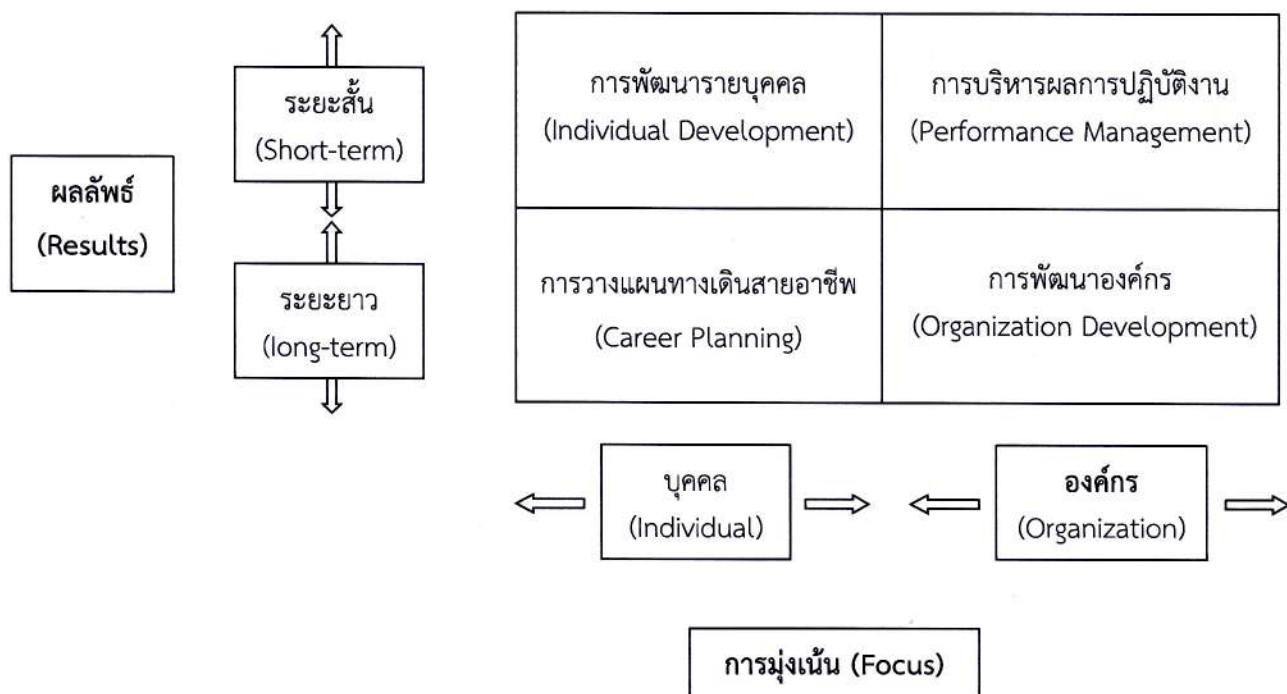 ระยะสั้น
(Short-term)
การพัฒนารายบุคคล
(Individual Development)
การบริหารผลการปฏิบัติงาน
(Performance Management)
ผลลัพธ์
(Results)
ระยะยาว
(long-term)
การวางแผนทางเดินสายอาชีพ
(Career Planning)
การพัฒนาองค์กร
(Organization Development)
บุคคล
(Individual)
องค์กร
(Organization)
การมุ่งเน้น (Focus)